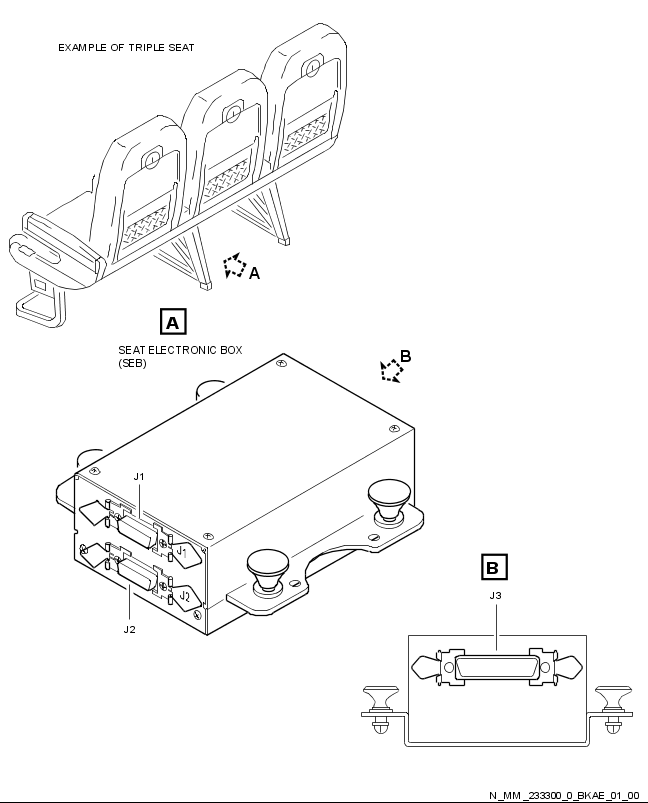 EXAMPLE OF TRIPLE SEAT
A
A
SEAT ELECTRONIC BOX
(SEB)
B
J1
J1
J2
J2
B
J3
N_MM_233300_0_BKAE_01_00